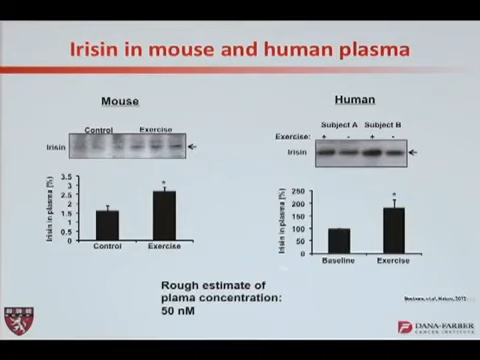 Irisin in mouse and human plasma
Mouse
Control Exercise
Irisin
Irisin in plasma [%]
3.5
3
2.5
2
1.5
1
0.5
0
*
Control Exercise
Human
Subject A Subject B
Exercise: + - + -
Irisin
Irisin in plasma [%]
250
200
150
100
50
0
*
Baseline Exercise
Rough estimate of
plama concentration:
50 nM
et al, Nature, 2012
DANA-FARBER
CANCER INSTITUTE